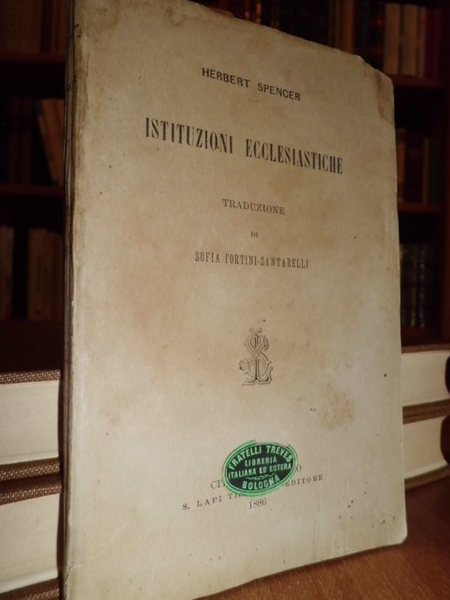 HERBERT SPENCER
ISTITUZIONI ECCLESIASTICHE
TRADUZIONE
DI
SOFIA FORTINI-SANTARELLI
FRATELLI TREVES
LIBRERIA
ITALIANA ED ESTERA
BOLOGNA
S. LAPI EDITORE
1886